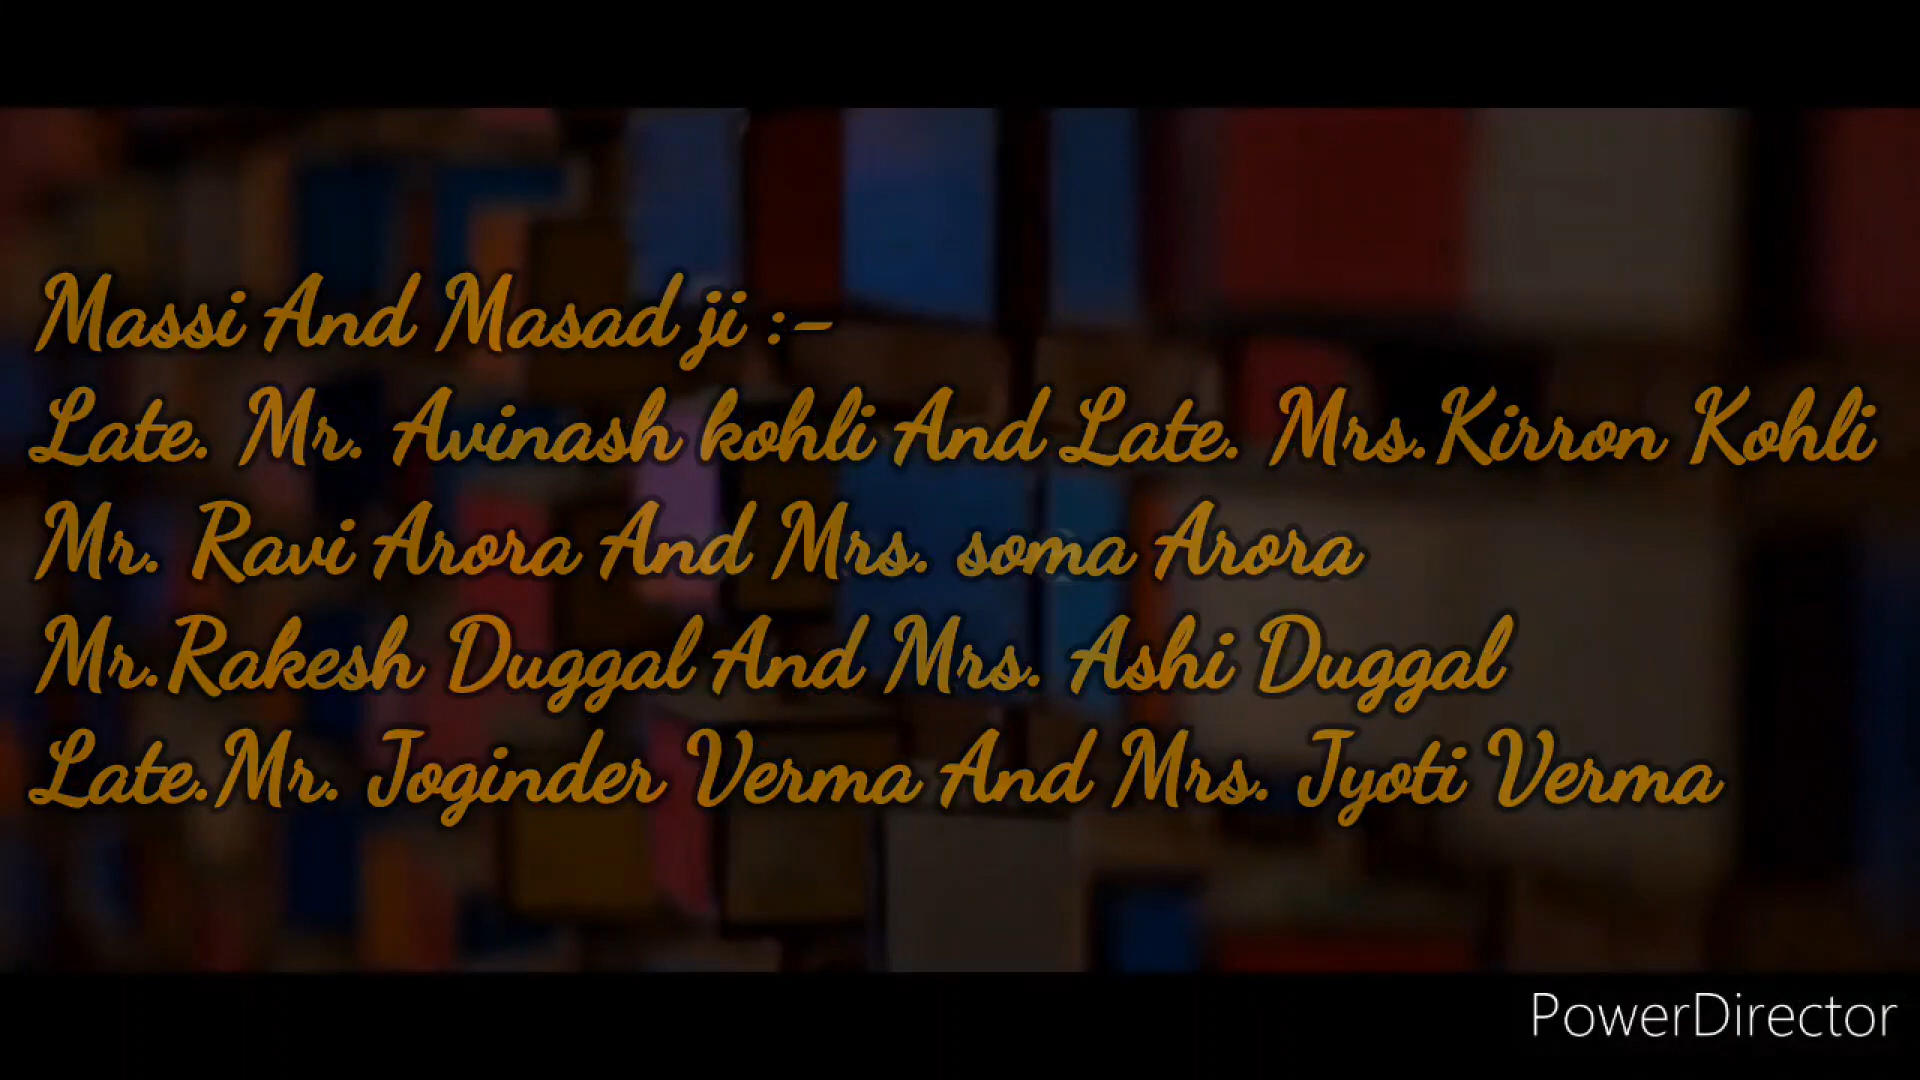 Massi And Masad ji :-
Late. Mr. Avinash kohli And Late. Mrs.Kirron Kohli
Mr. Ravi Arora And Mrs. soma Arora
Mr.Rakesh Duggal And Mrs. Ashi Duggal
Late.Mr. Joginder Verma And Mrs. Jyoti Verma
PowerDirector